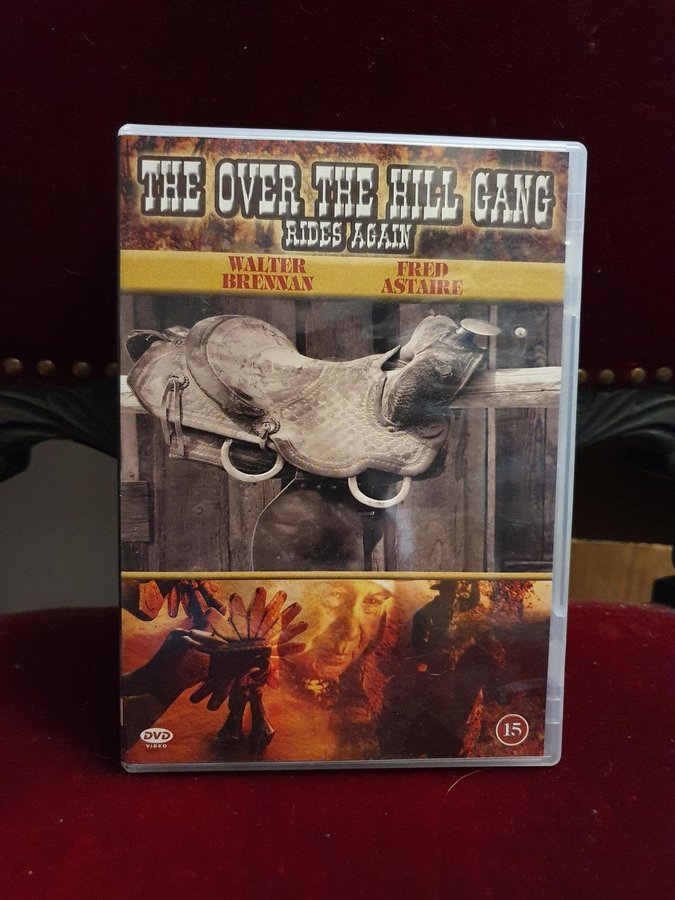 THE OVER THE HILL GANG
RIDES AGAIN
WALTER BRENNAN
FRED ASTAIRE
DVD
VIDEO
15